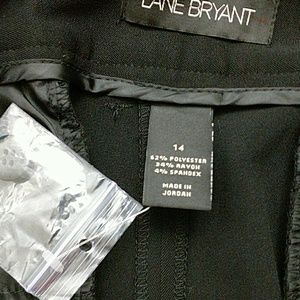 LANE BRYANT
14
62% POLYESTER
34% RAYON
4% SPANDEX
MADE IN
JORDAN